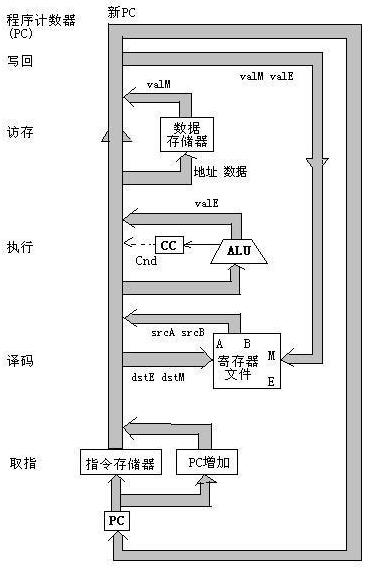 程序计数器
(PC)
新PC
写回
valM valE
valM
访存
数据
存储器
地址 数据
valE
执行
CC
ALU
Cnd
srcA srcB
A B
M
译码
寄存器
文件
E
dstE dstM
取指
指令存储器
PC增加
PC